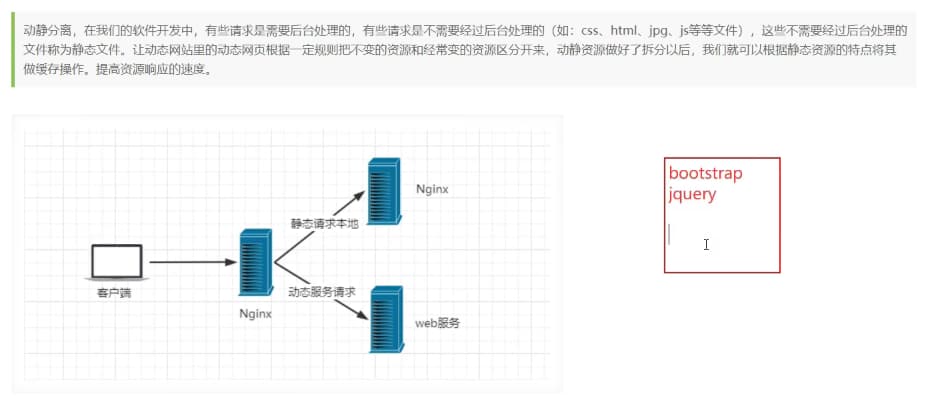 动静分离，在我们的软件开发中，有些请求是需要后台处理的，有些请求是不需要经过后台处理的（如：css、html、jpg、js等等文件），这些不需要经过后台处理的
文件称为静态文件。让动态网站里的动态网页根据一定规则把不变的资源和经常变的资源区分开来，动静资源做好了拆分以后，我们就可以根据静态资源的特点将其
做缓存操作。提高资源响应的速度。
bootstrap
jquery
Nginx
静态请求本地
客户端
动态服务请求
Nginx
web服务